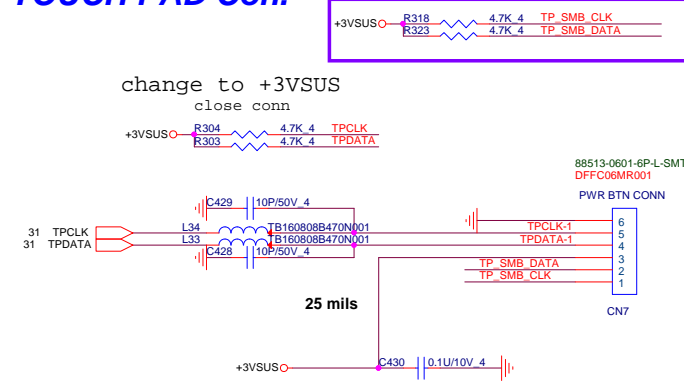 TOUCH PAD Con.
+3VSUS R318 4.7K_4 TP_SMB_CLK
R323 4.7K_4 TP_SMB_DATA
change to +3VSUS
close conn
+3VSUS R304 4.7K_4 TPCLK
R303 4.7K_4 TPDATA
88513-0601-6P-L-SMT
DFFC06MR001
PWR BTN CONN
C429 10P/50V_4
31 TPCLK L34 TB160808B470N001 TPCLK-1
31 TPDATA L33 TB160808B470N001 TPDATA-1
C428 10P/50V_4
TP_SMB_DATA
TP_SMB_CLK
6
5
4
3
2
1
25 mils
CN7
+3VSUS C430 0.1U/10V_4